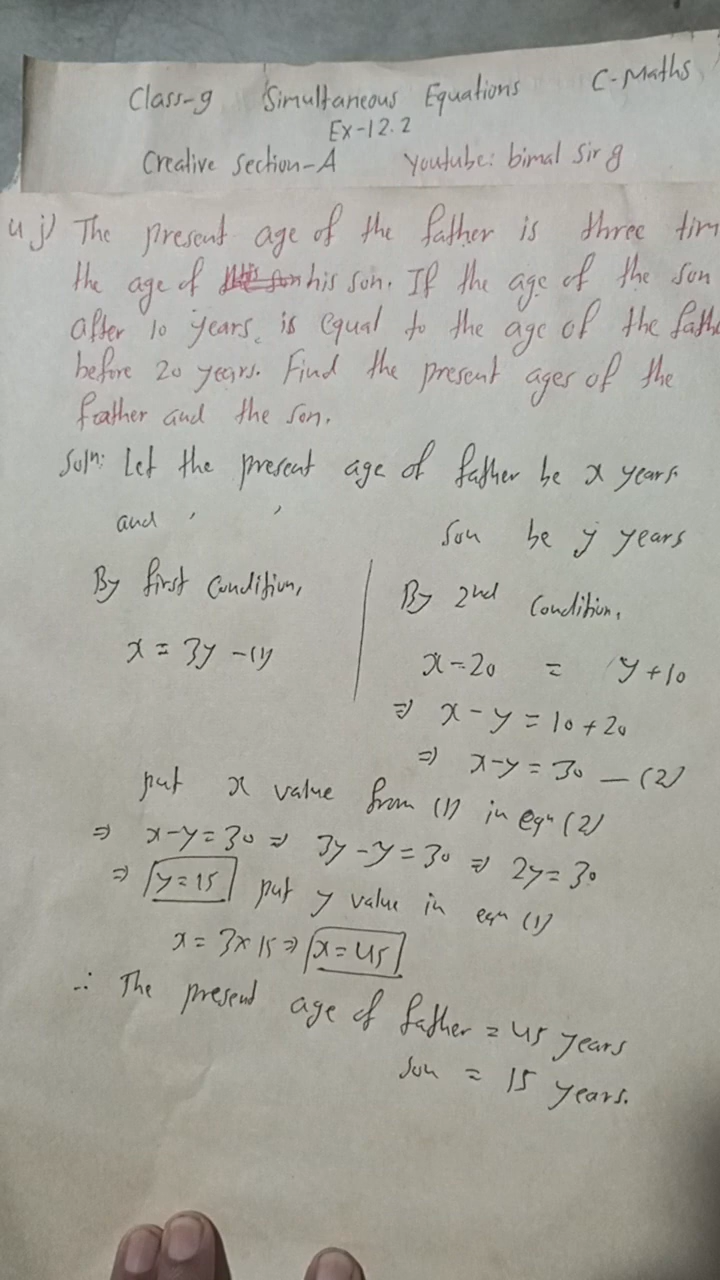 Class-9 Simultaneous Equations C-Maths
Ex-12.2
Creative Section-A Youtube: bimal Sir g
4 j) The present age of the father is three tim
the age of his son. If the age of the son
after 10 years, is equal to the age of the fath
before 20 years. Find the present ages of the
father and the son.
Soln: Let the present age of father be x years
and ' ' son be y years
By first Condition,
x = 3y -(1)
By 2nd Condition,
x-20 = y+10
⇒ x-y = 10+20
⇒ x-y = 30 -(2)
put x value from (1) in eqn (2)
⇒ x-y=30 ⇒ 3y-y=30 ⇒ 2y=30
⇒ y=15 put y value in eqn (1)
x = 3×15 ⇒ x=45
∴ The present age of father = 45 years
son = 15 years.